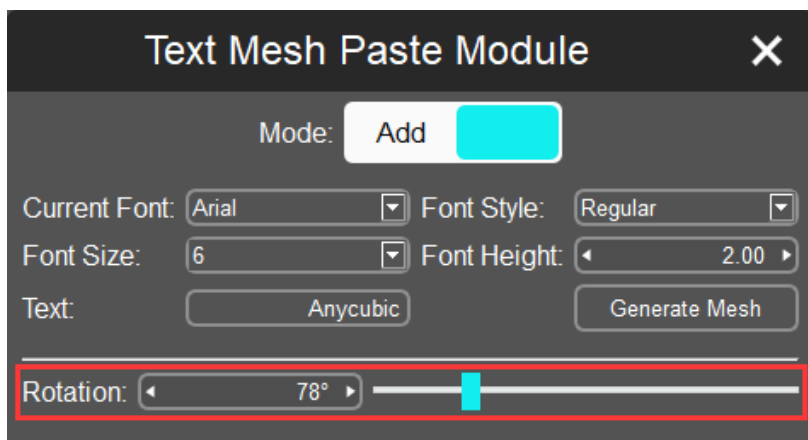 Text Mesh Paste Module
Mode: Add
Current Font: Arial Font Style: Regular
Font Size: 6 Font Height: 2.00
Text: Anycubic Generate Mesh
Rotation: 78°